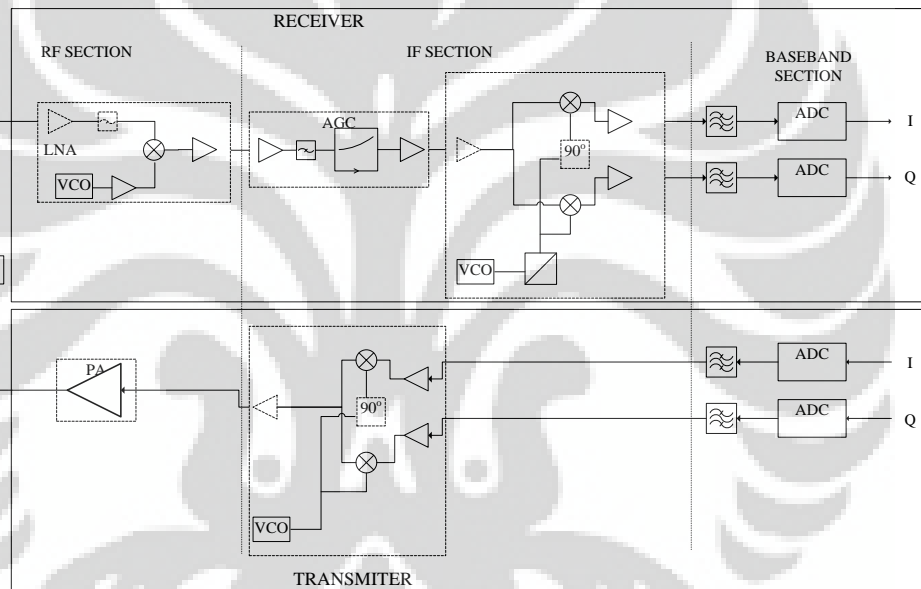 RECEIVER
RF SECTION
IF SECTION
BASEBAND
SECTION
LNA
VCO
AGC
90°
VCO
ADC
I
ADC
Q
PA
90°
VCO
ADC
I
ADC
Q
TRANSMITER